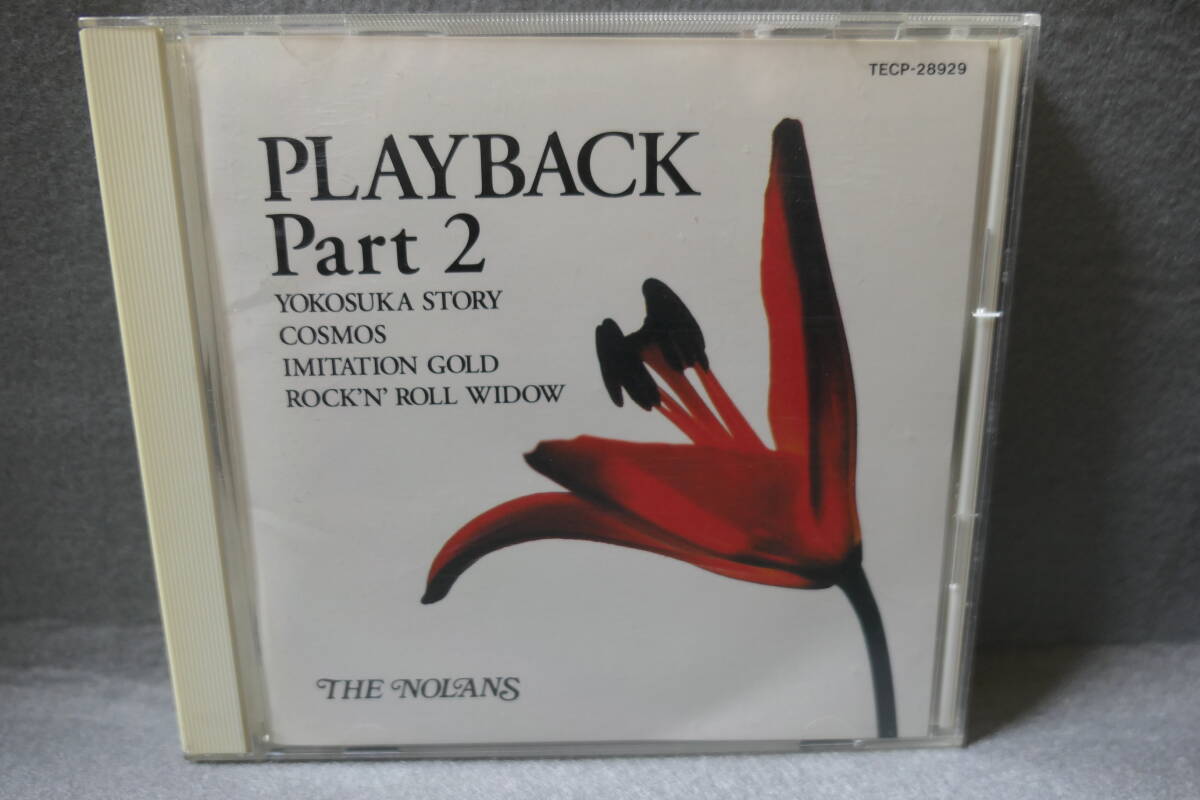 TECP-28929
PLAYBACK
Part 2
YOKOSUKA STORY
COSMOS
IMITATION GOLD
ROCK'N' ROLL WIDOW
THE NOLANS